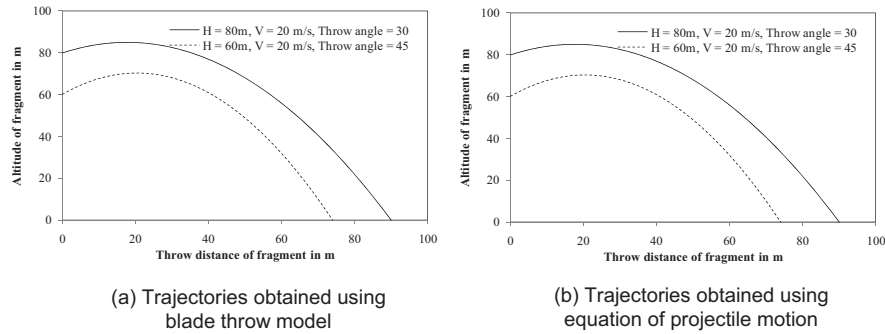 H = 80m, V = 20 m/s, Throw angle = 30
H = 60m, V = 20 m/s, Throw angle = 45
Altitude of fragment in m
100
80
60
40
20
0
0 20 40 60 80 100
Throw distance of fragment in m
(a) Trajectories obtained using
blade throw model
H = 80m, V = 20 m/s, Throw angle = 30
H = 60m, V = 20 m/s, Throw angle = 45
Altitude of fragment in m
100
80
60
40
20
0
0 20 40 60 80 100
Throw distance of fragment in m
(b) Trajectories obtained using
equation of projectile motion